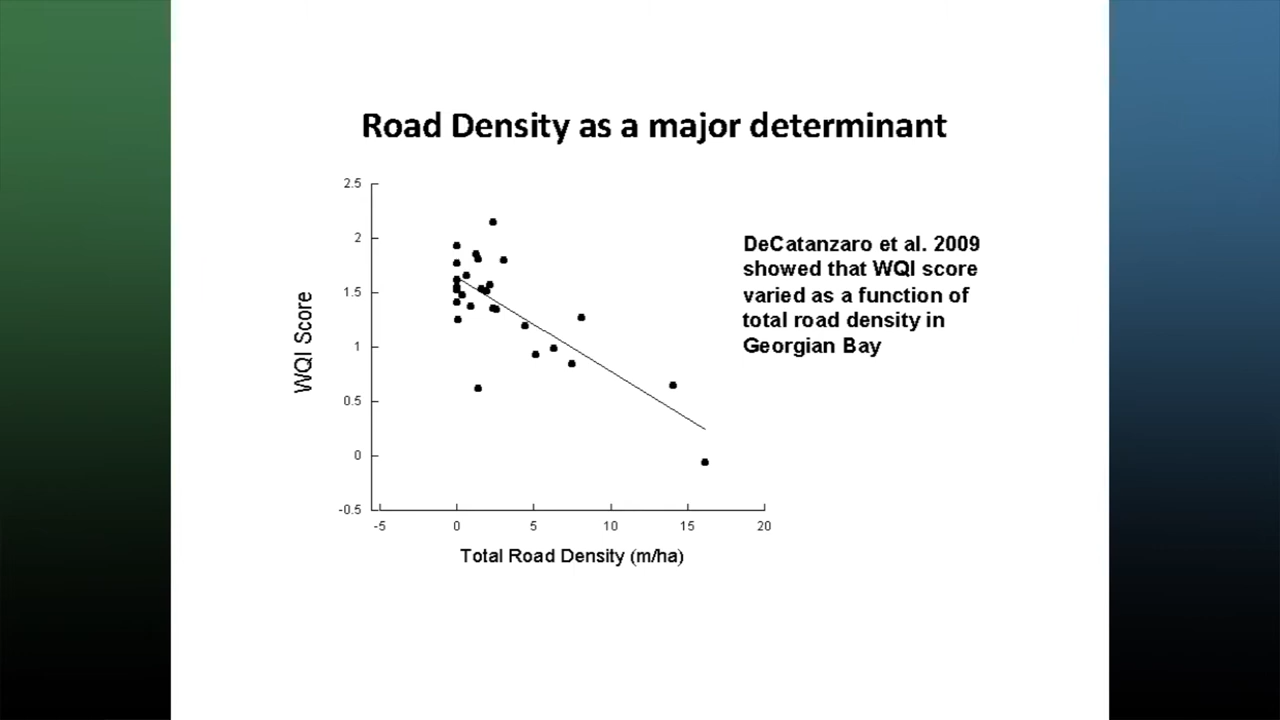 Road Density as a major determinant
2.5
2
1.5
1
0.5
0
-0.5
WQI Score
-5 0 5 10 15 20
Total Road Density (m/ha)
DeCatanzaro et al. 2009
showed that WQI score
varied as a function of
total road density in
Georgian Bay